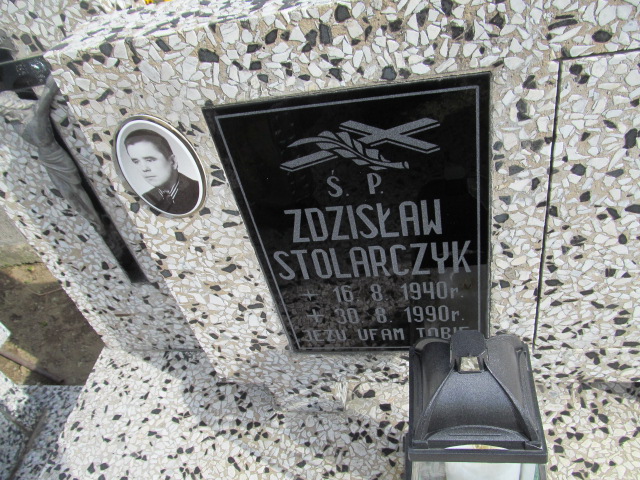 Ś. P.
ZDZISŁAW
STOLARCZYK
+ 16. 8. 1940r.
+ 30. 8. 1990r.
JEZU UFAM TOBIE